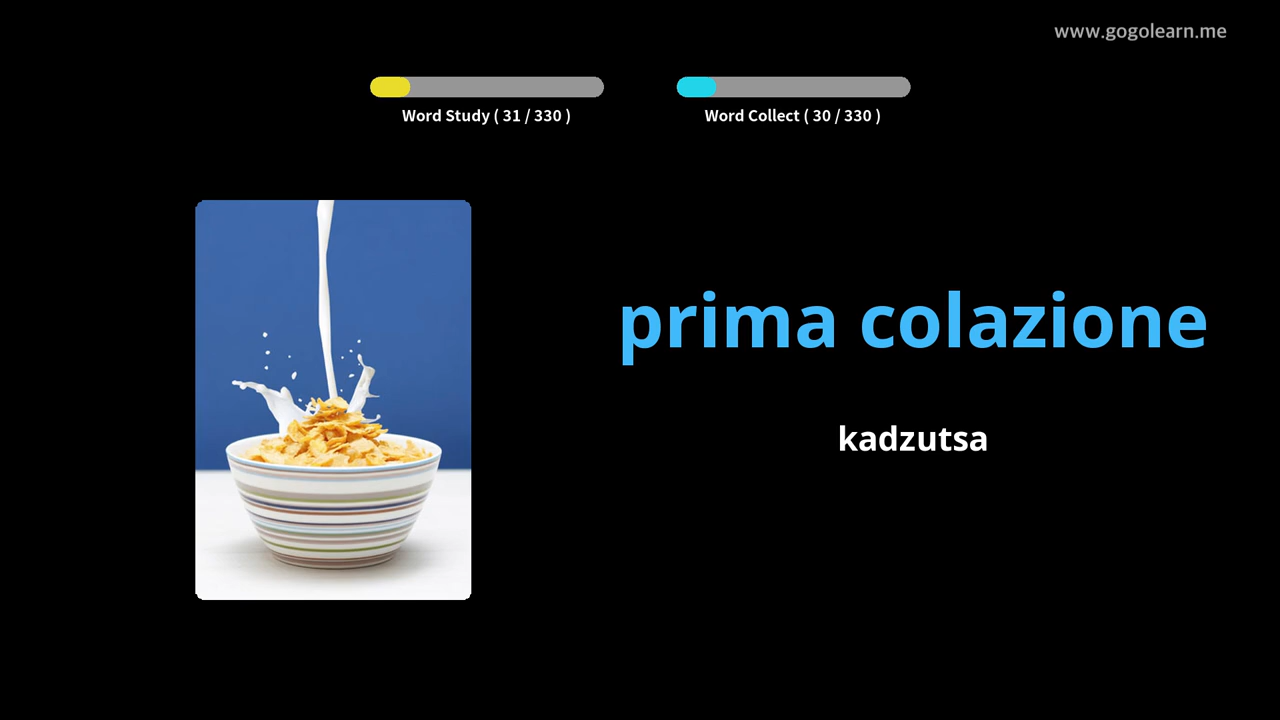 www.gogolearn.me
Word Study ( 31 / 330 )
Word Collect ( 30 / 330 )
prima colazione
kadzutsa